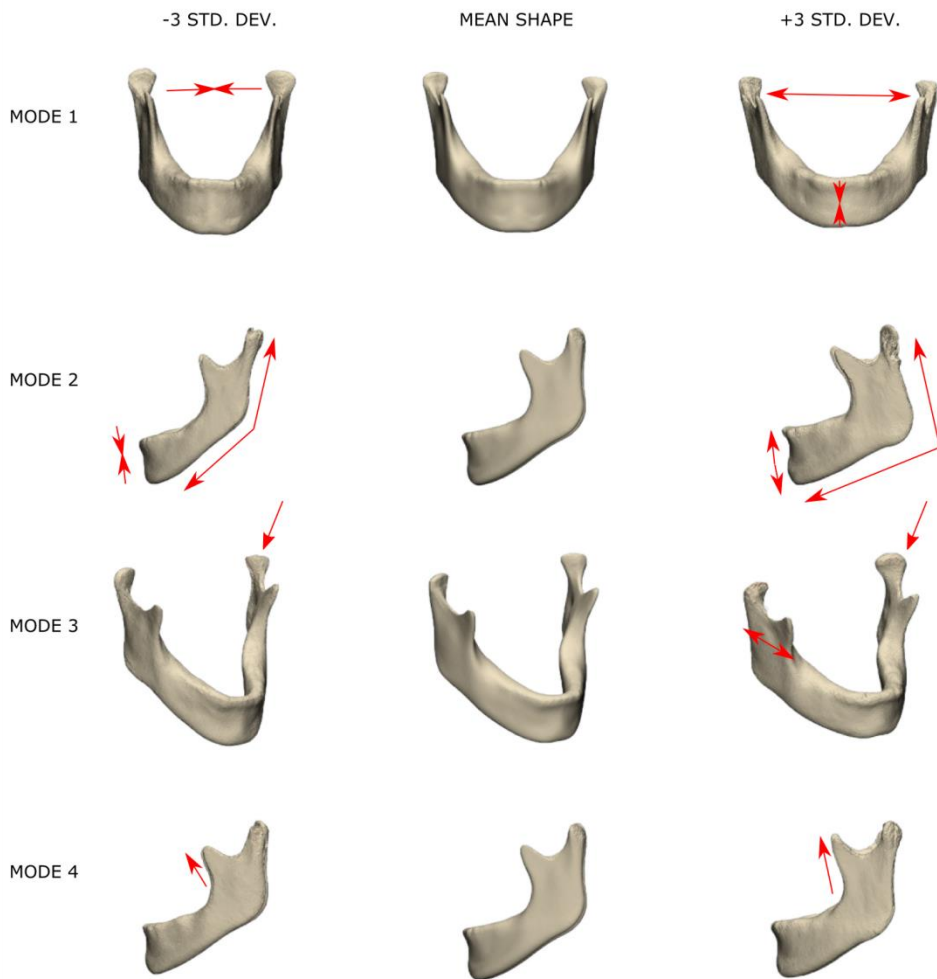 -3 STD. DEV. MEAN SHAPE +3 STD. DEV.
MODE 1
MODE 2
MODE 3
MODE 4